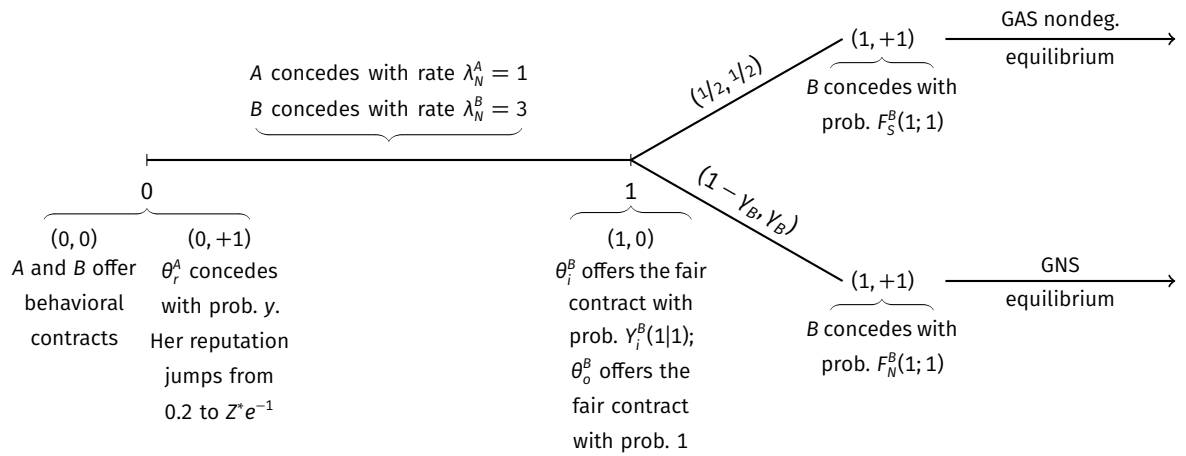 A concedes with rate λ_N^A = 1
B concedes with rate λ_N^B = 3
0
(0, 0)
A and B offer
behavioral
contracts
(0, +1)
θ_r^A concedes
with prob. y.
Her reputation
jumps from
0.2 to Z*e^{-1}
1
(1, 0)
θ_i^B offers the fair
contract with
prob. Y_i^B(1|1);
θ_o^B offers the
fair contract
with prob. 1
(1/2, 1/2)
(1, +1)
B concedes with
prob. F_S^B(1; 1)
GAS nondeg.
equilibrium
(1 − γ_B, γ_B)
(1, +1)
B concedes with
prob. F_N^B(1; 1)
GNS
equilibrium